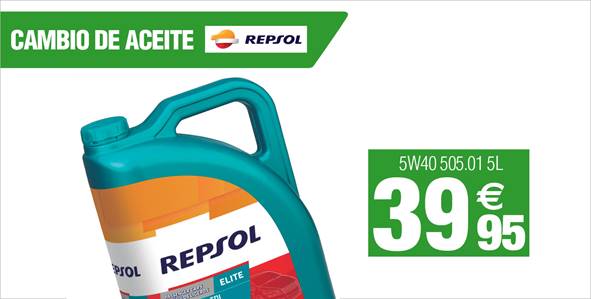 CAMBIO DE ACEITE REPSOL
5W40 505.01 5L
39€95
REPSOL
REPSOL
ELITE